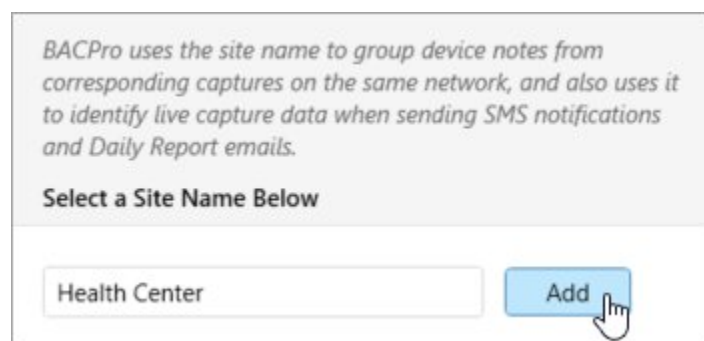 BACPro uses the site name to group device notes from
corresponding captures on the same network, and also uses it
to identify live capture data when sending SMS notifications
and Daily Report emails.
Select a Site Name Below
Health Center
Add